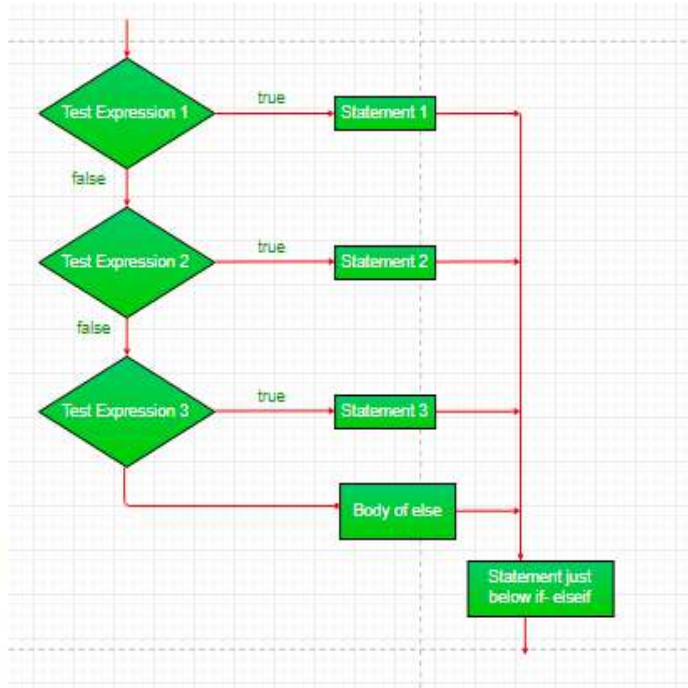 Test Expression 1
true
Statement 1
false
Test Expression 2
true
Statement 2
false
Test Expression 3
true
Statement 3
Body of else
Statement just
below if- elseif